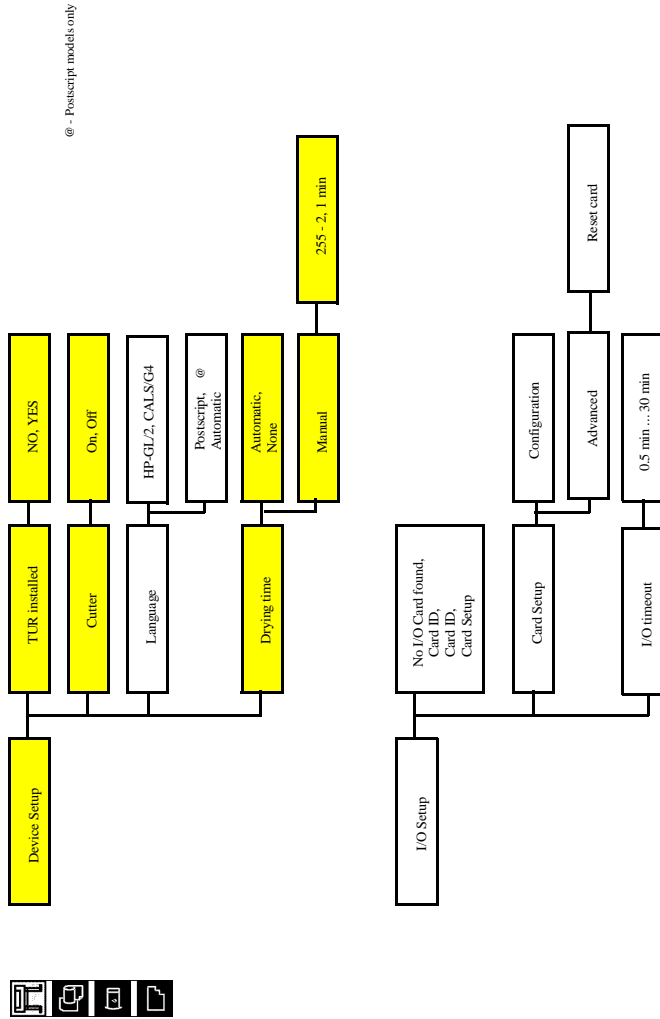 @ - Postscript models only
Device Setup
TUR installed
NO, YES
Cutter
On, Off
Language
HP-GL/2, CALS/G4
Postscript, @
Automatic
Drying time
Automatic,
None
Manual
255 - 2, 1 min
I/O Setup
No I/O Card found,
Card ID,
Card ID,
Card Setup
Card Setup
Configuration
Advanced
Reset card
I/O timeout
0.5 min ... 30 min